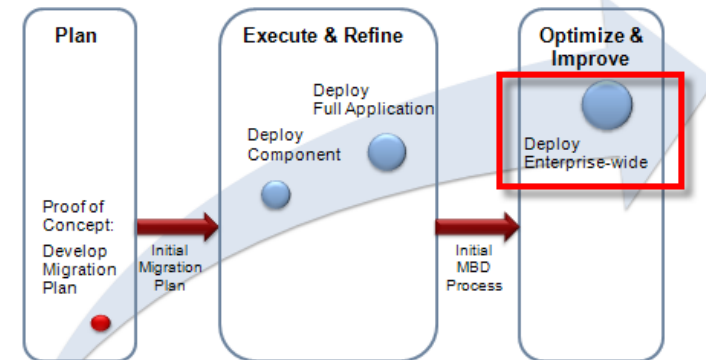 Plan
Proof of
Concept:
Develop
Migration
Plan
Initial
Migration
Plan
Execute & Refine
Deploy
Full Application
Deploy
Component
Initial
MBD
Process
Optimize &
Improve
Deploy
Enterprise-wide